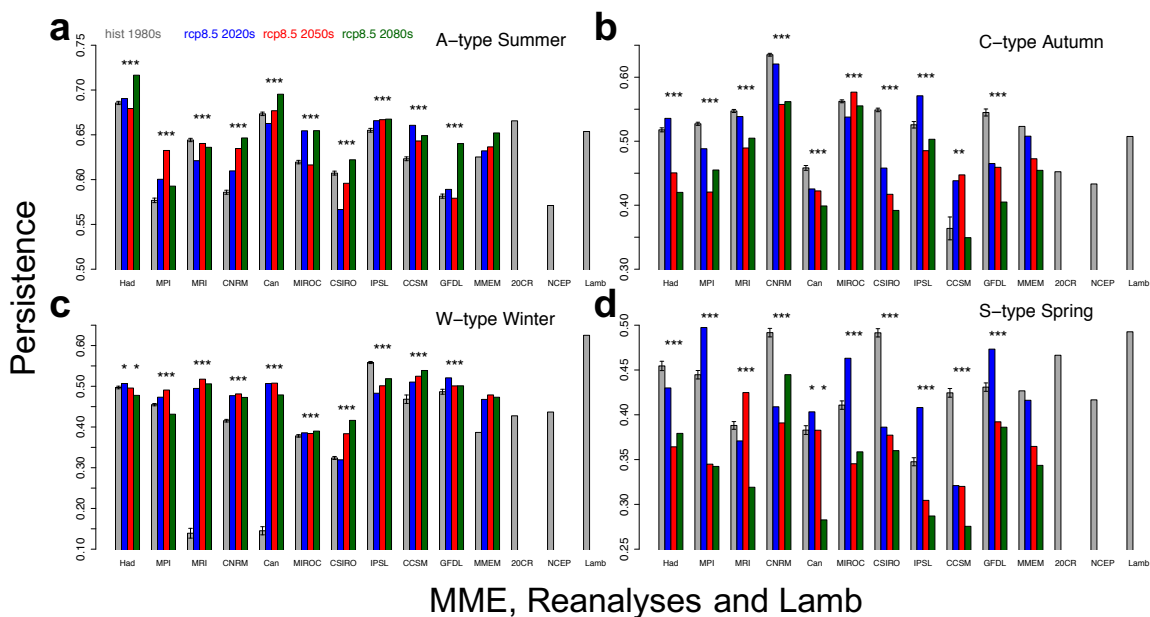 a
hist 1980s rcp8.5 2020s rcp8.5 2050s rcp8.5 2080s
A−type Summer
0.75
0.70
0.65
0.60
0.55
0.50
*** *** *** *** *** *** *** *** *** ***
Had MPI MRI CNRM Can MIROC CSIRO IPSL CCSM GFDL MMEM 20CR NCEP Lamb
b
C−type Autumn
0.60
0.50
0.40
0.30
*** *** *** *** *** *** *** *** ** ***
Had MPI MRI CNRM Can MIROC CSIRO IPSL CCSM GFDL MMEM 20CR NCEP Lamb
c
W−type Winter
0.60
0.50
0.40
0.30
0.20
0.10
* * *** *** *** *** *** *** *** *** ***
Had MPI MRI CNRM Can MIROC CSIRO IPSL CCSM GFDL MMEM 20CR NCEP Lamb
d
S−type Spring
0.50
0.45
0.40
0.35
0.30
0.25
*** *** *** *** * * *** *** *** *** ***
Had MPI MRI CNRM Can MIROC CSIRO IPSL CCSM GFDL MMEM 20CR NCEP Lamb
Persistence
MME, Reanalyses and Lamb